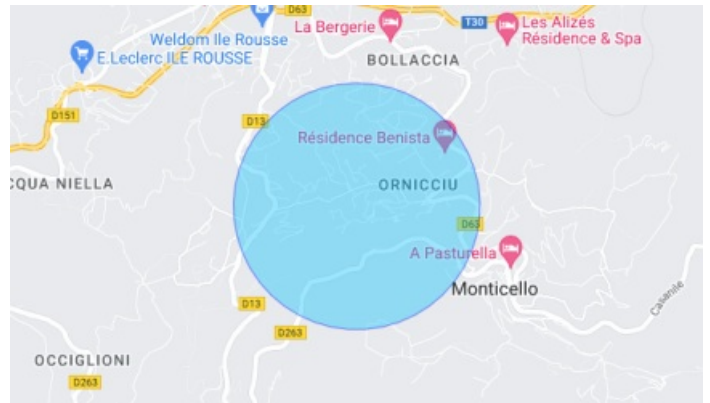 D63
Weldom Ile Rousse
La Bergerie
T30
Les Alizés
Résidence & Spa
E.Leclerc ILE ROUSSE
BOLLACCIA
D151
D13
Résidence Benista
CQUA NIELLA
ORNICCIU
D63
A Pasturella
Monticello
D13
Casanile
D263
OCCIGLIONI
D263